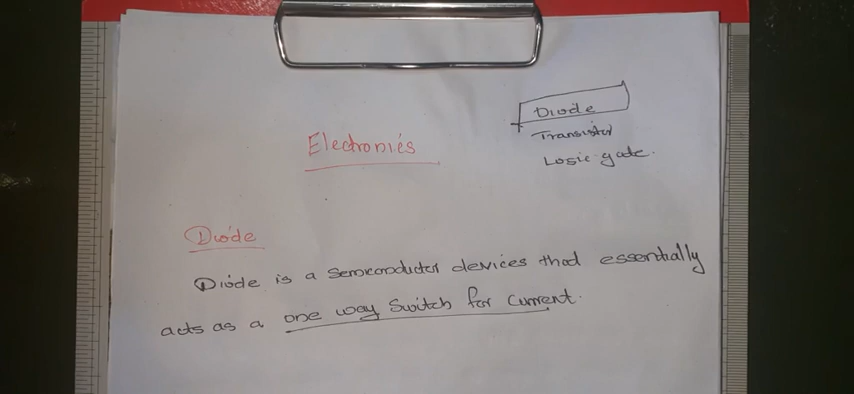 Electronics
Diode
Transistor
Logic gate.
Diode
Diode is a semiconductor devices that essentially
acts as a one way switch for current.